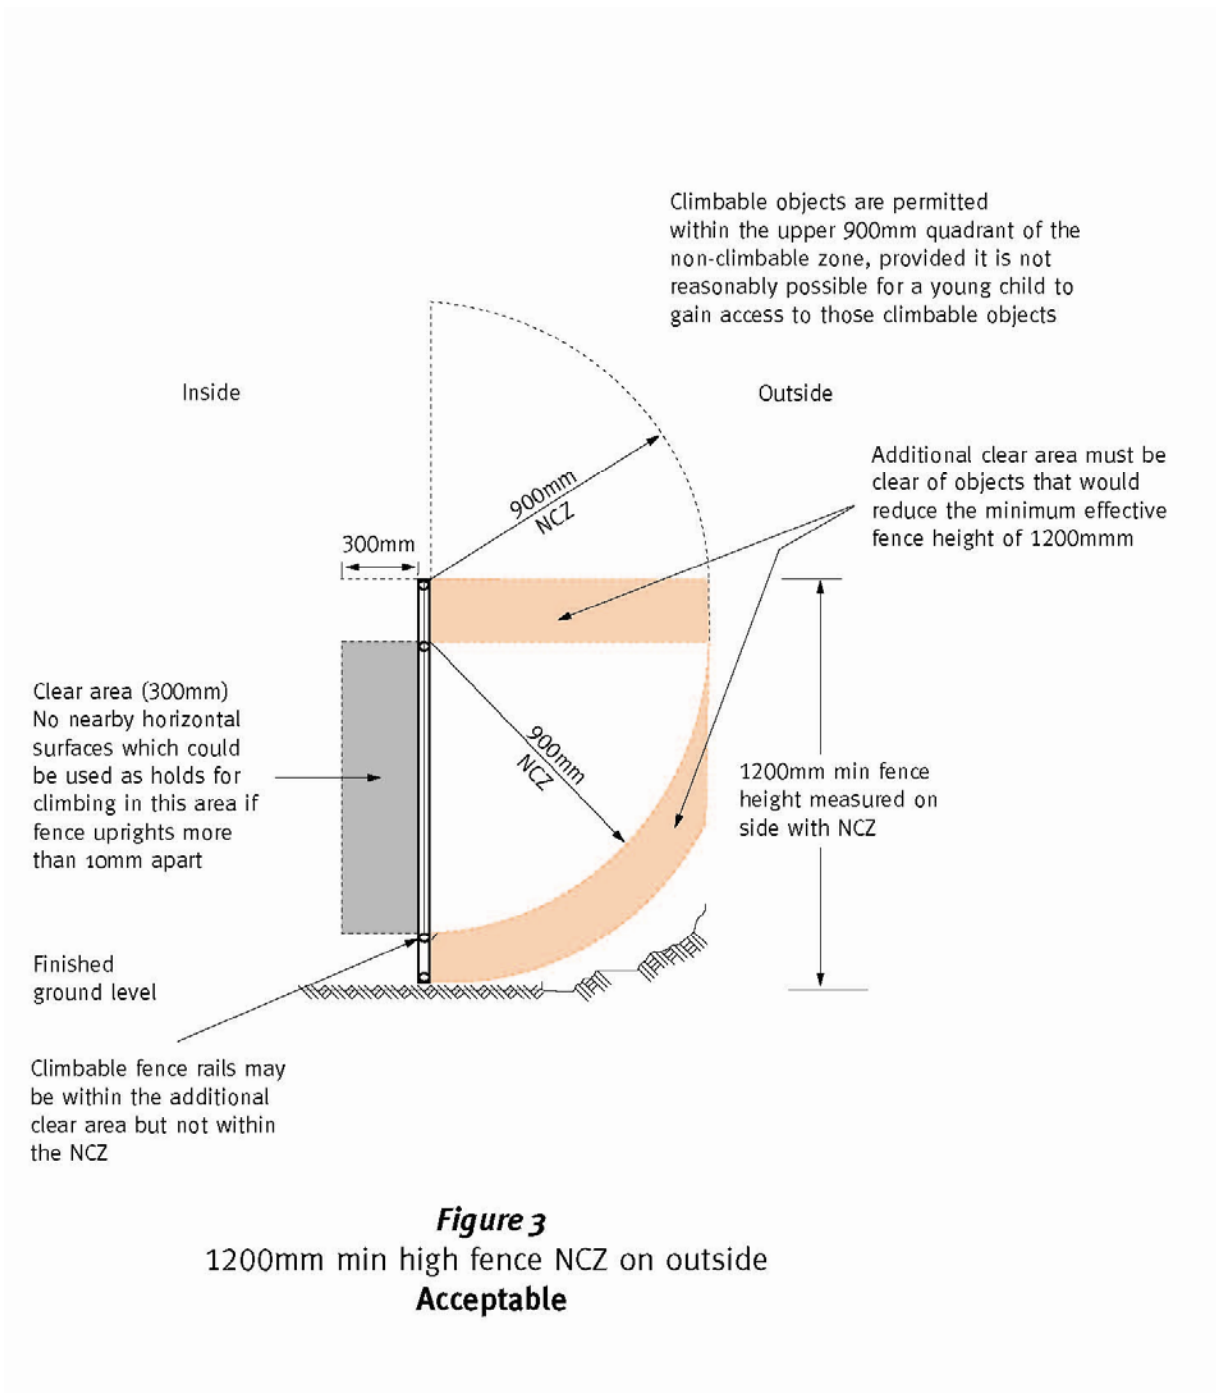 Climbable objects are permitted
within the upper 900mm quadrant of the
non-climbable zone, provided it is not
reasonably possible for a young child to
gain access to those climbable objects
Inside
Outside
Additional clear area must be
clear of objects that would
reduce the minimum effective
fence height of 1200mmm
900mm
NCZ
300mm
Clear area (300mm)
No nearby horizontal
surfaces which could
be used as holds for
climbing in this area if
fence uprights more
than 10mm apart
900mm
NCZ
1200mm min fence
height measured on
side with NCZ
Finished
ground level
Climbable fence rails may
be within the additional
clear area but not within
the NCZ
Figure 3
1200mm min high fence NCZ on outside
Acceptable